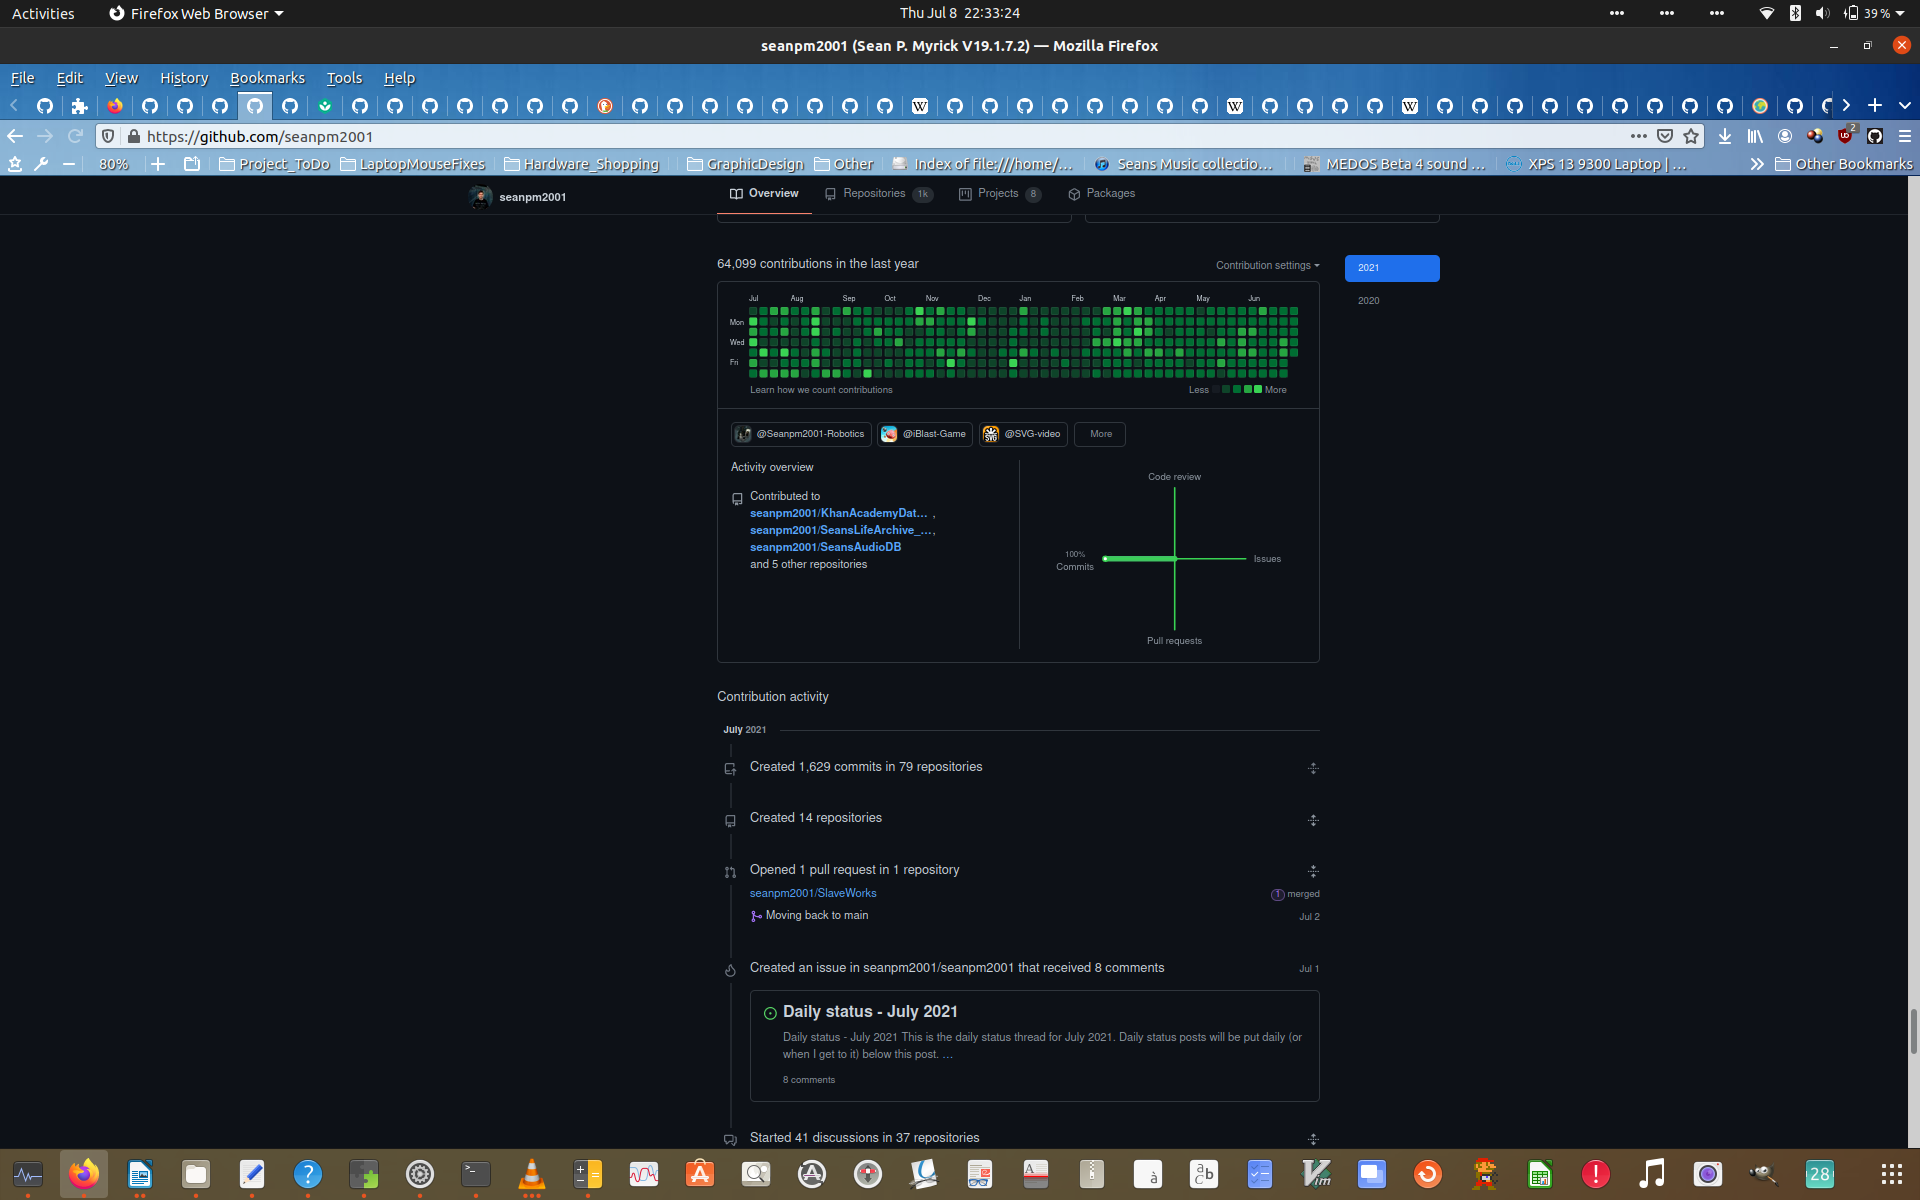 Activities
Firefox Web Browser
Thu Jul 8 22:33:24
39 %
seanpm2001 (Sean P. Myrick V19.1.7.2) — Mozilla Firefox
File Edit View History Bookmarks Tools Help
https://github.com/seanpm2001
2
80%
Project_ToDo
LaptopMouseFixes
Hardware_Shopping
GraphicDesign
Other
Index of file:///home/...
Seans Music collectio...
MEDOS Beta 4 sound ...
XPS 13 9300 Laptop | ...
Other Bookmarks
seanpm2001
Overview
Repositories 1k
Projects 8
Packages
64,099 contributions in the last year
Contribution settings
2021
2020
Jul Aug Sep Oct Nov Dec Jan Feb Mar Apr May Jun
Mon
Wed
Fri
Learn how we count contributions
Less
More
@Seanpm2001-Robotics
@iBlast-Game
SVG
@SVG-video
More
Activity overview
Contributed to
seanpm2001/KhanAcademyDat... ,
seanpm2001/SeansLifeArchive_...,
seanpm2001/SeansAudioDB
and 5 other repositories
Code review
100%
Commits
Issues
Pull requests
Contribution activity
July 2021
Created 1,629 commits in 79 repositories
Created 14 repositories
Opened 1 pull request in 1 repository
seanpm2001/SlaveWorks
1 merged
Moving back to main
Jul 2
Created an issue in seanpm2001/seanpm2001 that received 8 comments
Jul 1
Daily status - July 2021
Daily status - July 2021 This is the daily status thread for July 2021. Daily status posts will be put daily (or
when I get to it) below this post. …
8 comments
Started 41 discussions in 37 repositories
28